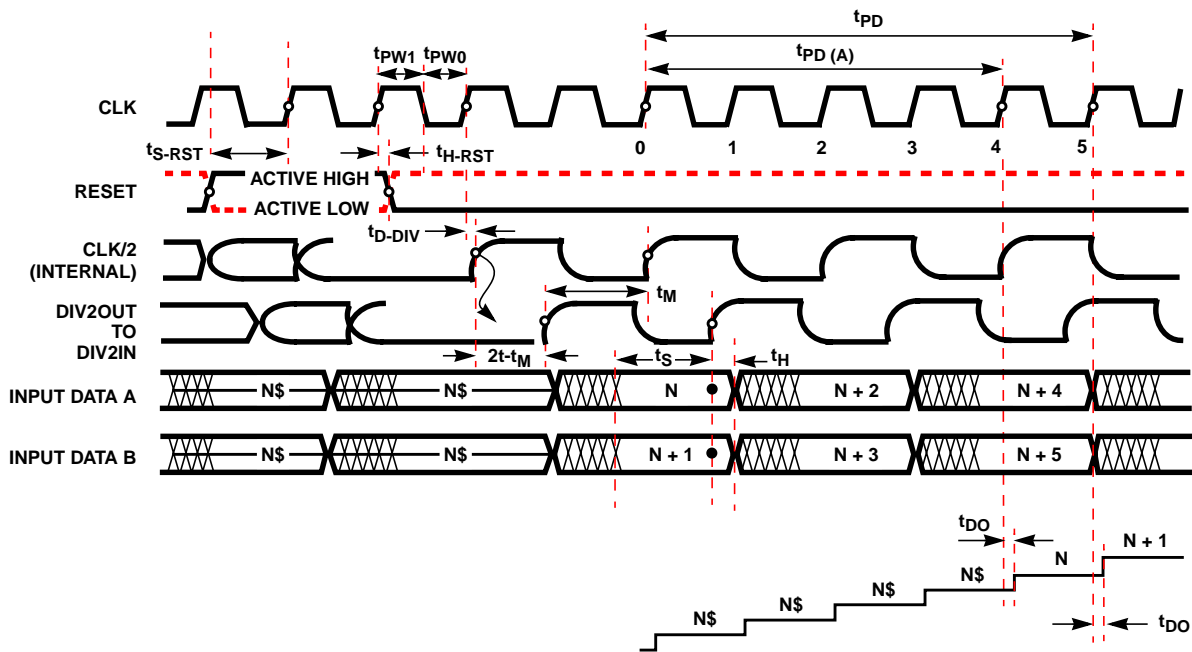 tPD
tPD (A)
tPW1 tPW0
CLK
0 1 2 3 4 5
tS-RST tH-RST
RESET
ACTIVE HIGH
ACTIVE LOW
tD-DIV
CLK/2
(INTERNAL)
tM
DIV2OUT
TO
DIV2IN
2t-tM tS tH
INPUT DATA A N$ N$ N N + 2 N + 4
INPUT DATA B N$ N$ N + 1 N + 3 N + 5
tDO
N$ N$ N$ N$ N N + 1
tDO